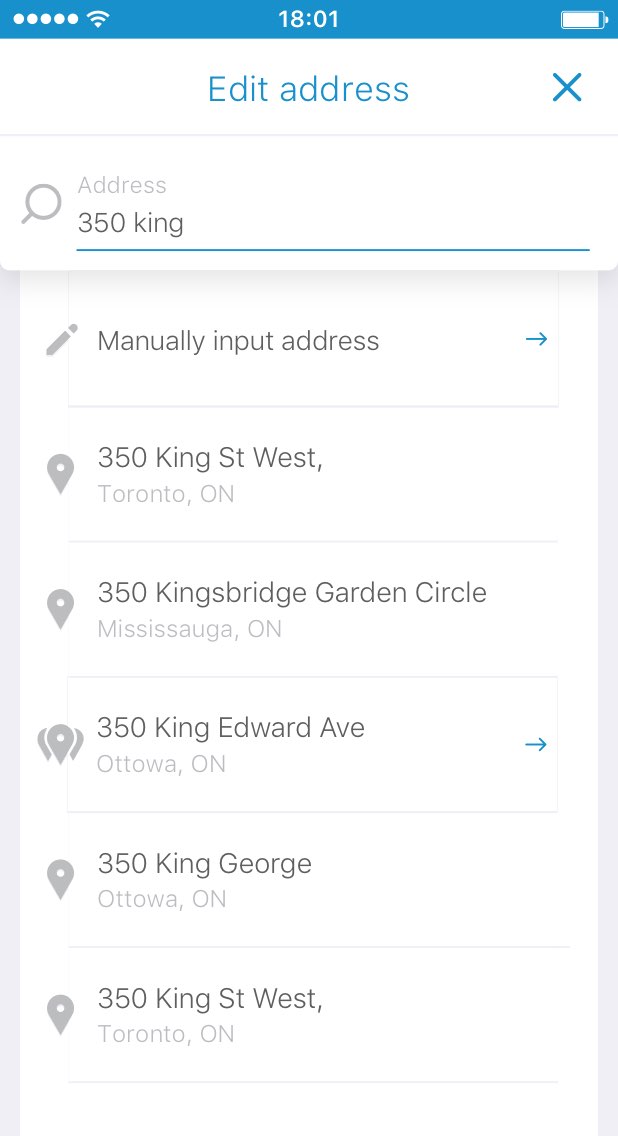 18:01
Edit address
Address
350 king
Manually input address
350 King St West,
Toronto, ON
350 Kingsbridge Garden Circle
Mississauga, ON
350 King Edward Ave
Ottowa, ON
350 King George
Ottowa, ON
350 King St West,
Toronto, ON